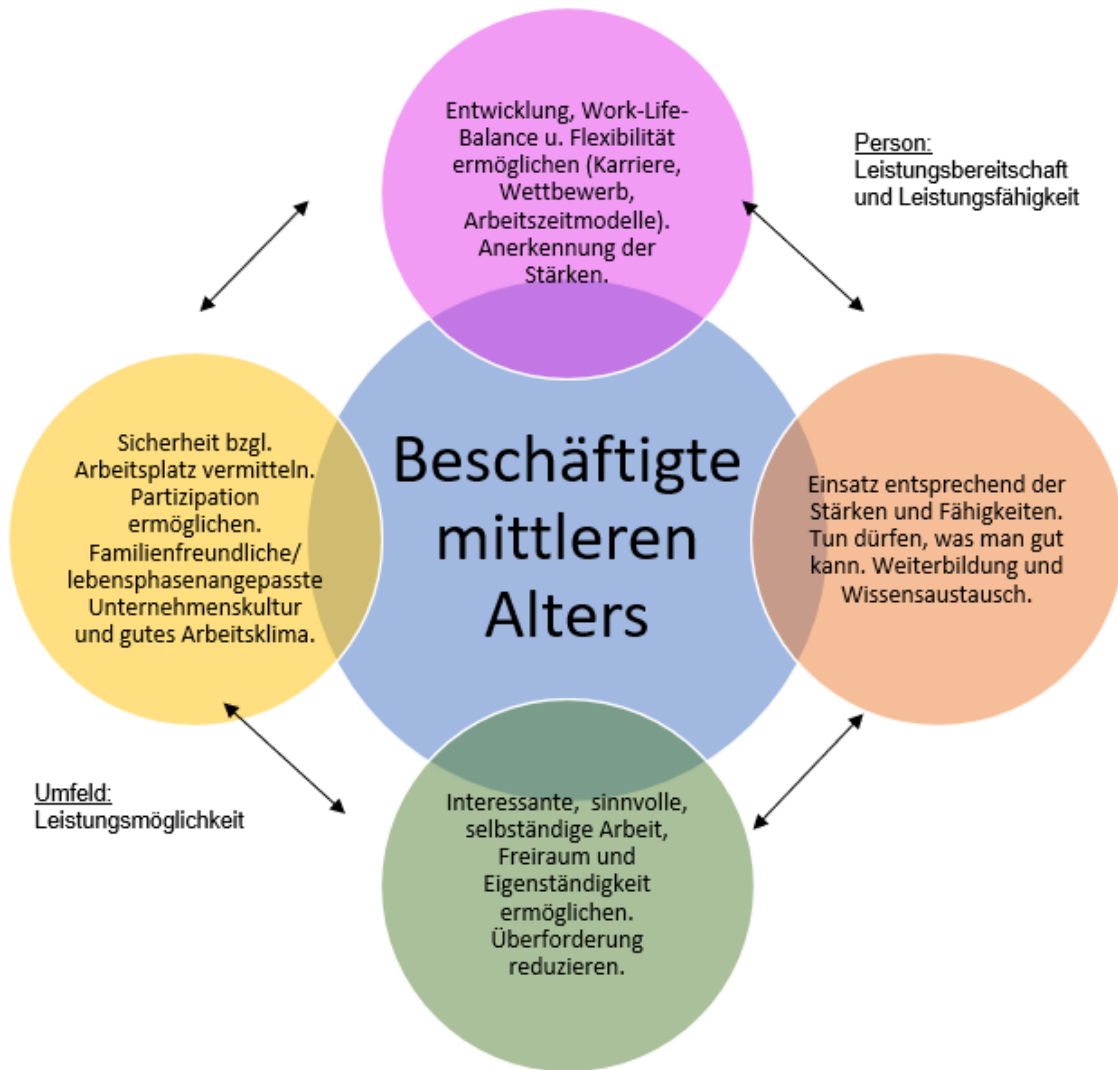 Entwicklung, Work-Life-
Balance u. Flexibilität
ermöglichen (Karriere,
Wettbewerb,
Arbeitszeitmodelle).
Anerkennung der
Stärken.
Person:
Leistungsbereitschaft
und Leistungsfähigkeit
Sicherheit bzgl.
Arbeitsplatz vermitteln.
Partizipation
ermöglichen.
Familienfreundliche/
lebensphasenangepasste
Unternehmenskultur
und gutes Arbeitsklima.
Beschäftigte
mittleren
Alters
Einsatz entsprechend der
Stärken und Fähigkeiten.
Tun dürfen, was man gut
kann. Weiterbildung und
Wissensaustausch.
Umfeld:
Leistungsmöglichkeit
Interessante, sinnvolle,
selbständige Arbeit,
Freiraum und
Eigenständigkeit
ermöglichen.
Überforderung
reduzieren.